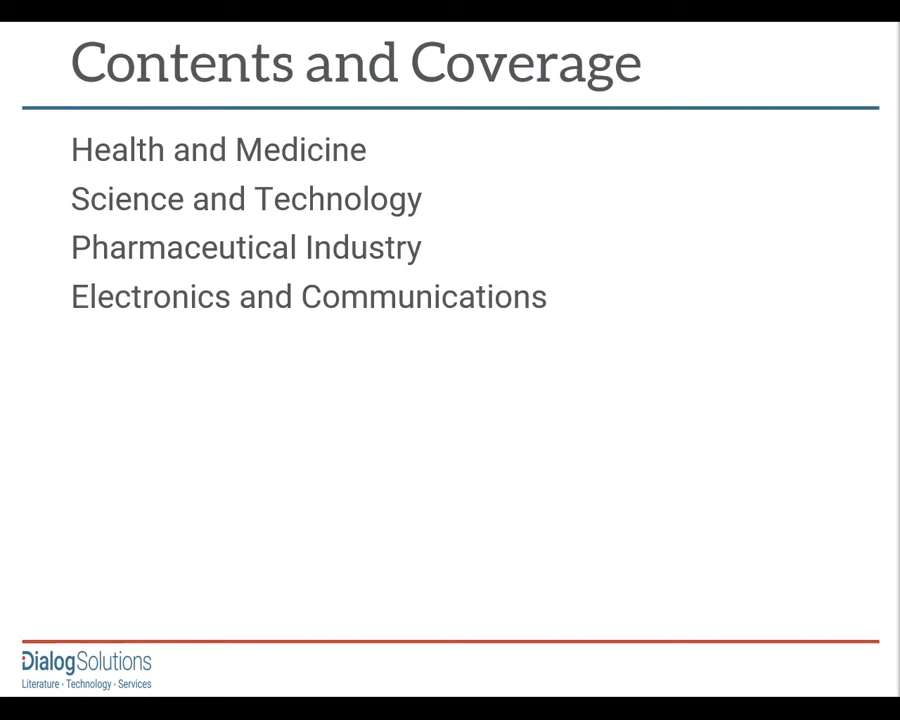 Contents and Coverage
Health and Medicine
Science and Technology
Pharmaceutical Industry
Electronics and Communications
DialogSolutions
Literature · Technology · Services